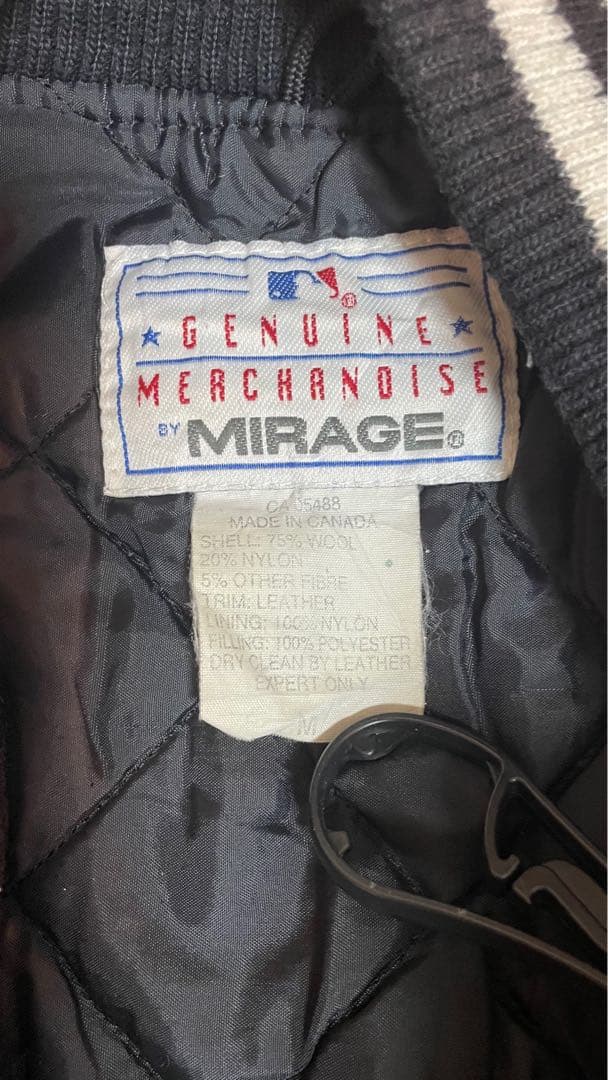 GENUINE
MERCHANDISE
BY MIRAGE®
CA 05488
MADE IN CANADA
SHELL: 75% WOOL
20% NYLON
5% OTHER FIBRE
TRIM: LEATHER
LINING: 100% NYLON
FILLING: 100% POLYESTER
DRY CLEAN BY LEATHER
EXPERT ONLY
M